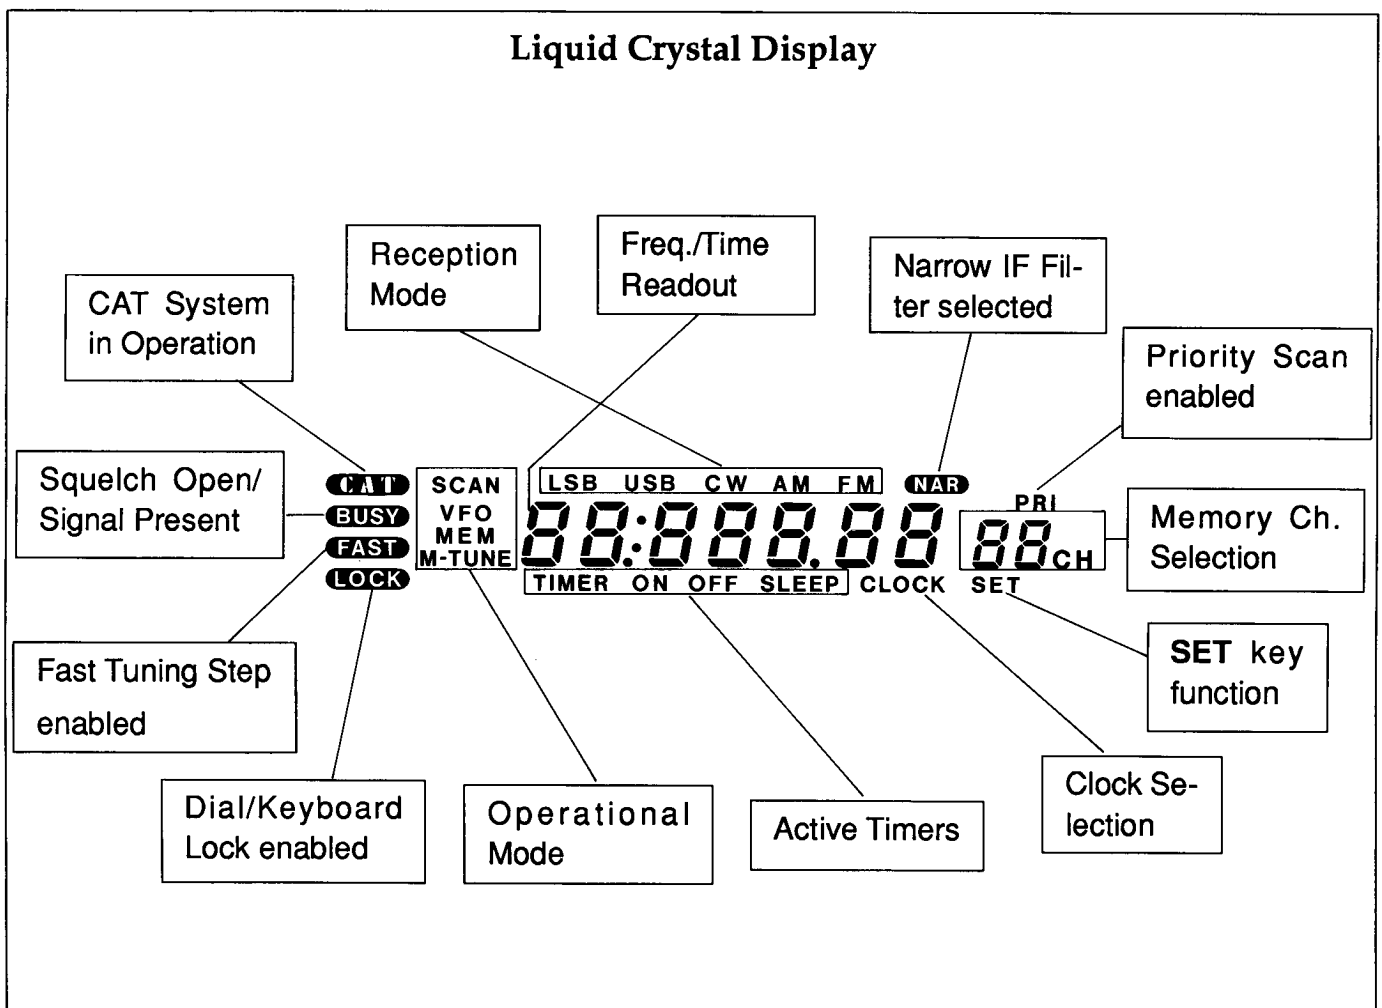 Liquid Crystal Display
Reception
Mode
Freq./Time
Readout
Narrow IF Fil-
ter selected
CAT System
in Operation
Priority Scan
enabled
Squelch Open/
Signal Present
CAT
BUSY
FAST
LOCK
SCAN
VFO
MEM
M-TUNE
LSB USB CW AM FM
NAR
PRI
88:888.88
88CH
TIMER ON OFF SLEEP CLOCK SET
Memory Ch.
Selection
Fast Tuning Step
enabled
SET key
function
Dial/Keyboard
Lock enabled
Operational
Mode
Active Timers
Clock Se-
lection